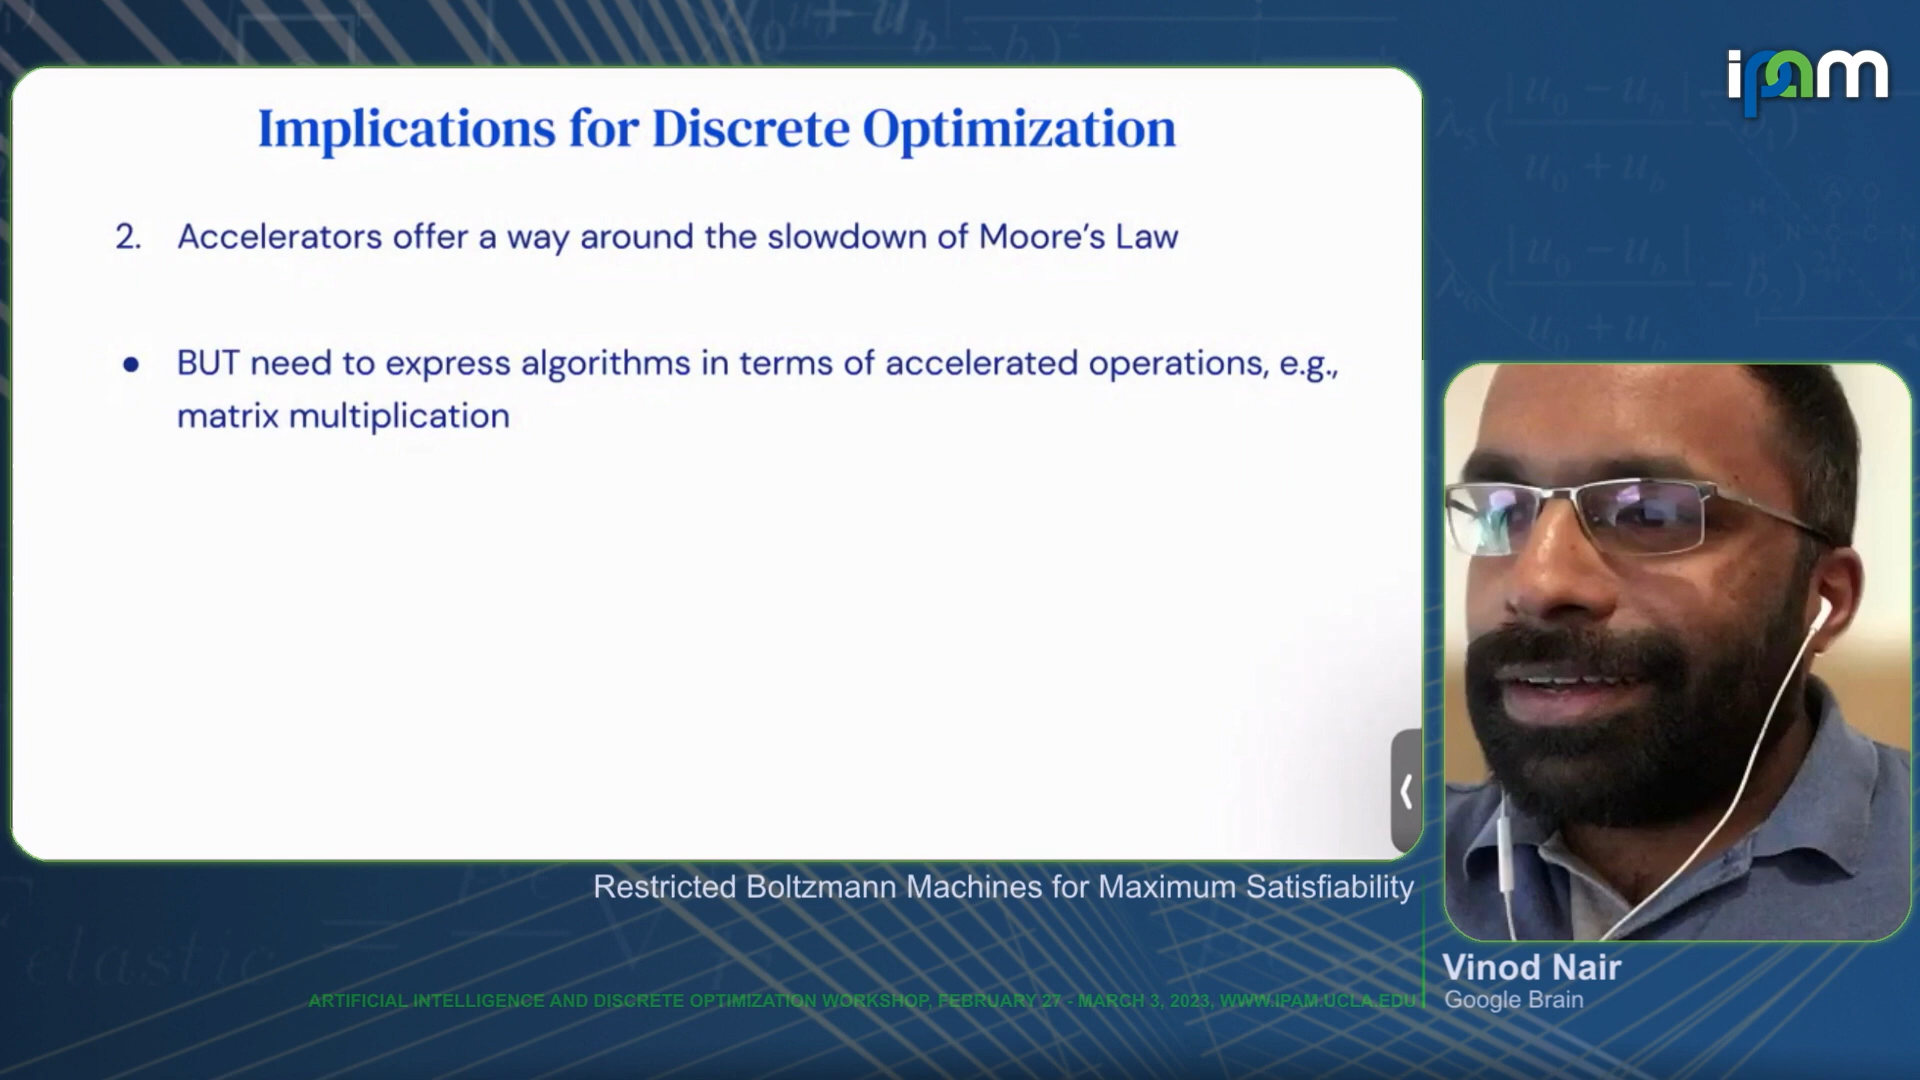 ipam
Implications for Discrete Optimization
2. Accelerators offer a way around the slowdown of Moore’s Law
● BUT need to express algorithms in terms of accelerated operations, e.g.,
matrix multiplication
Restricted Boltzmann Machines for Maximum Satisfiability
Vinod Nair
Google Brain
ARTIFICIAL INTELLIGENCE AND DISCRETE OPTIMIZATION WORKSHOP, FEBRUARY 27 - MARCH 3, 2023, WWW.IPAM.UCLA.EDU
elastic